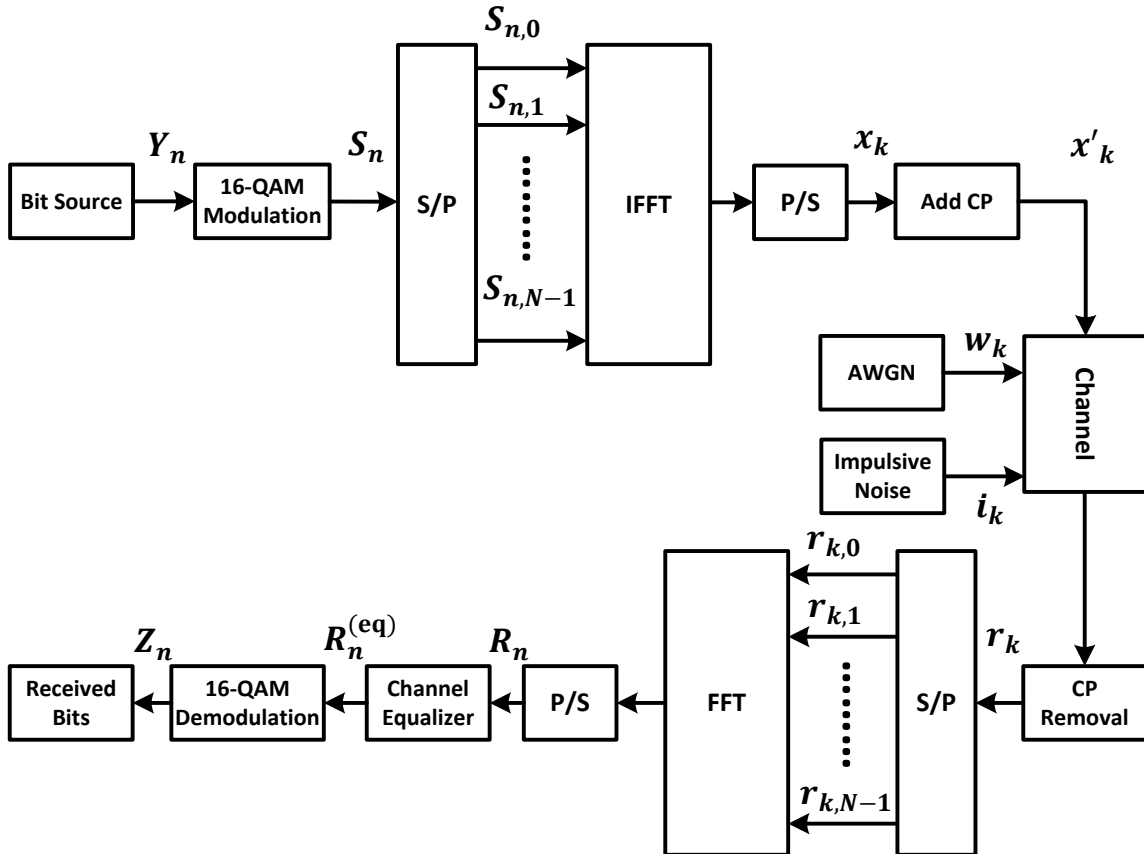 S_{n,0}
S_{n,1}
S_{n,N−1}
Y_n
S_n
x_k
x'_k
Bit Source
16-QAM
Modulation
S/P
IFFT
P/S
Add CP
AWGN
w_k
Impulsive
Noise
i_k
Channel
r_{k,0}
r_{k,1}
r_{k,N−1}
Z_n
R_n^{(eq)}
R_n
r_k
Received
Bits
16-QAM
Demodulation
Channel
Equalizer
P/S
FFT
S/P
CP
Removal